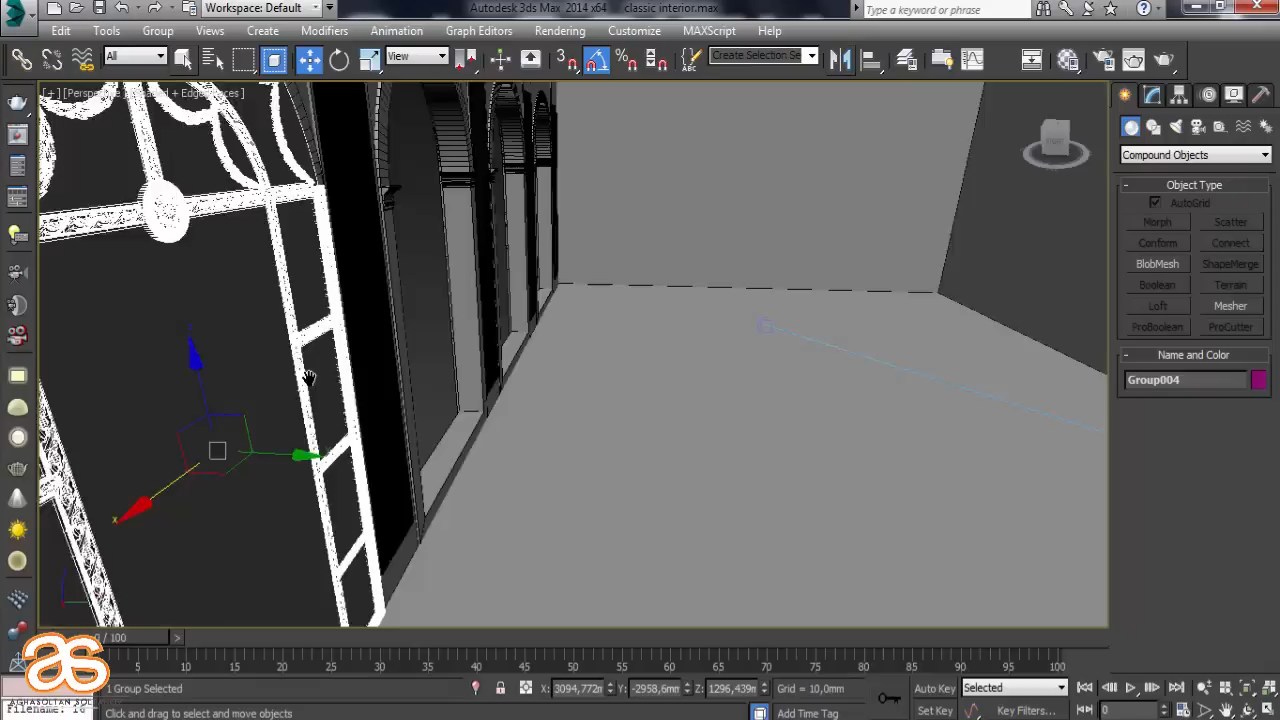 Workspace: Default
Autodesk 3ds Max 2014 x64 classic interior.max
Type a keyword or phrase
Edit Tools Group Views Create Modifiers Animation Graph Editors Rendering Customize MAXScript Help
All
View
3
Create Selection Se
[ + ] [Perspective
Compound Objects
- Object Type
AutoGrid
Morph Scatter
Conform Connect
BlobMesh ShapeMerge
Boolean Terrain
Loft Mesher
ProBoolean ProCutter
- Name and Color
Group004
x
0 / 100 >
5 10 15 20 25 30 35 40 45 50 55 60 65 70 75 80 85 90 95 100
as
AGHASOLTAN SOL
1 Group Selected
X: 3094,772m Y: -2958,6mm Z: 1296,439m Grid = 10,0mm
Auto Key Selected
Click and drag to select and move objects
Add Time Tag
Set Key Key Filters... 0